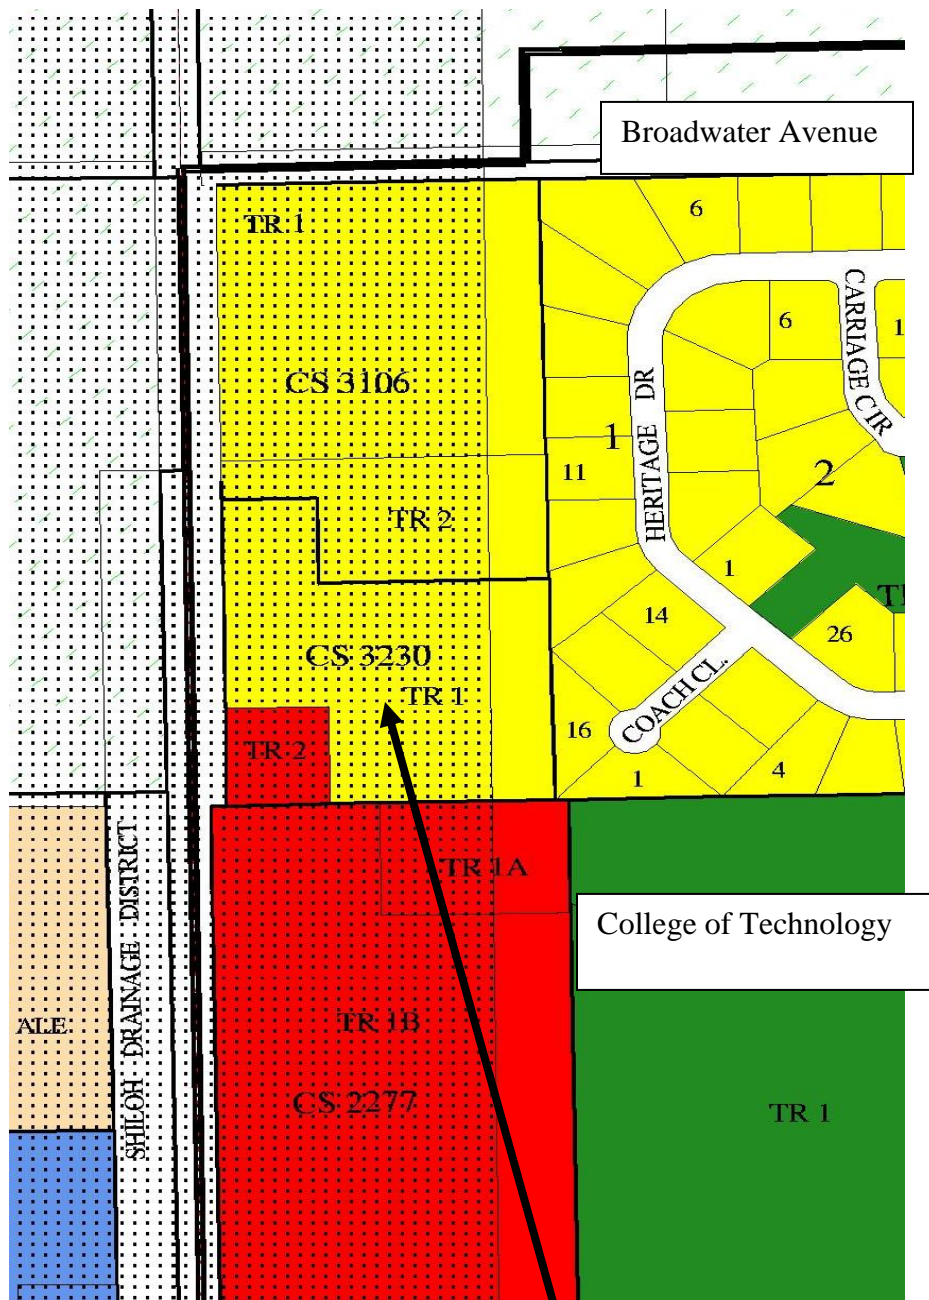 Broadwater Avenue
TR 1
6
CARRIAGE CIR
6
1
CS 3106
HERITAGE DR
1
11
2
TR 2
1
14
26
CS 3230
TR 1
COACH CL.
16
TR 2
1
4
TR 1A
SHILOH DRAINAGE DISTRICT
College of Technology
ALE
TR 1B
CS 2277
TR 1